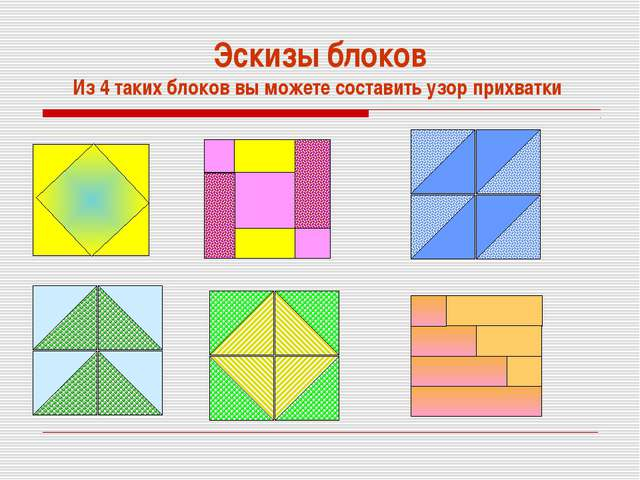 Эскизы блоков
Из 4 таких блоков вы можете составить узор прихватки